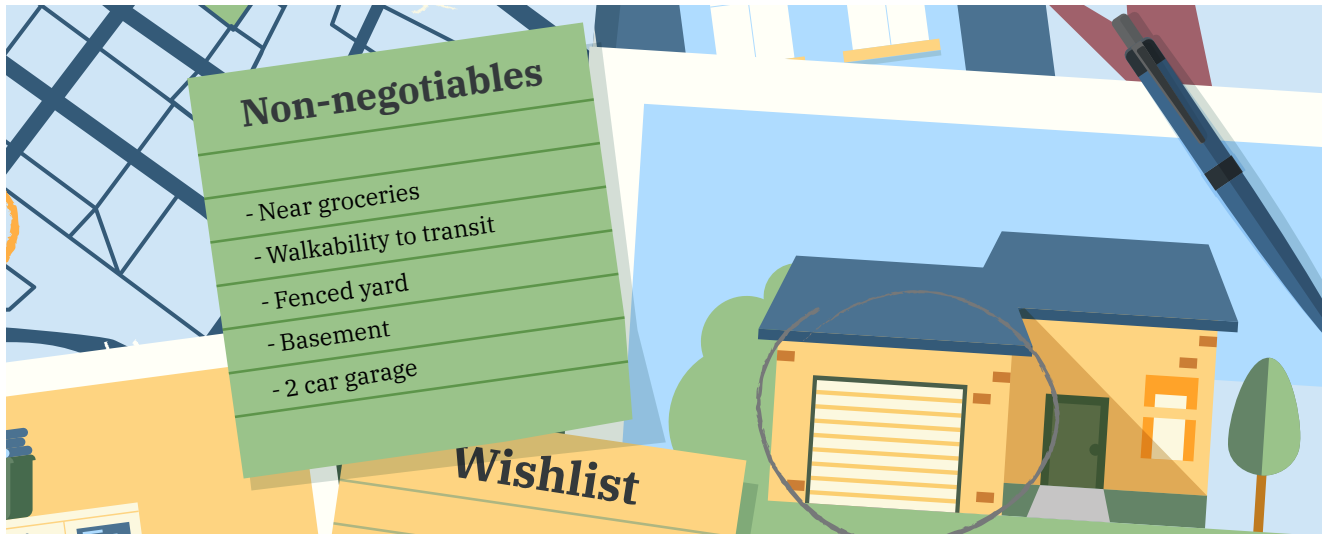 Non-negotiables
- Near groceries
- Walkability to transit
- Fenced yard
- Basement
- 2 car garage
Wishlist